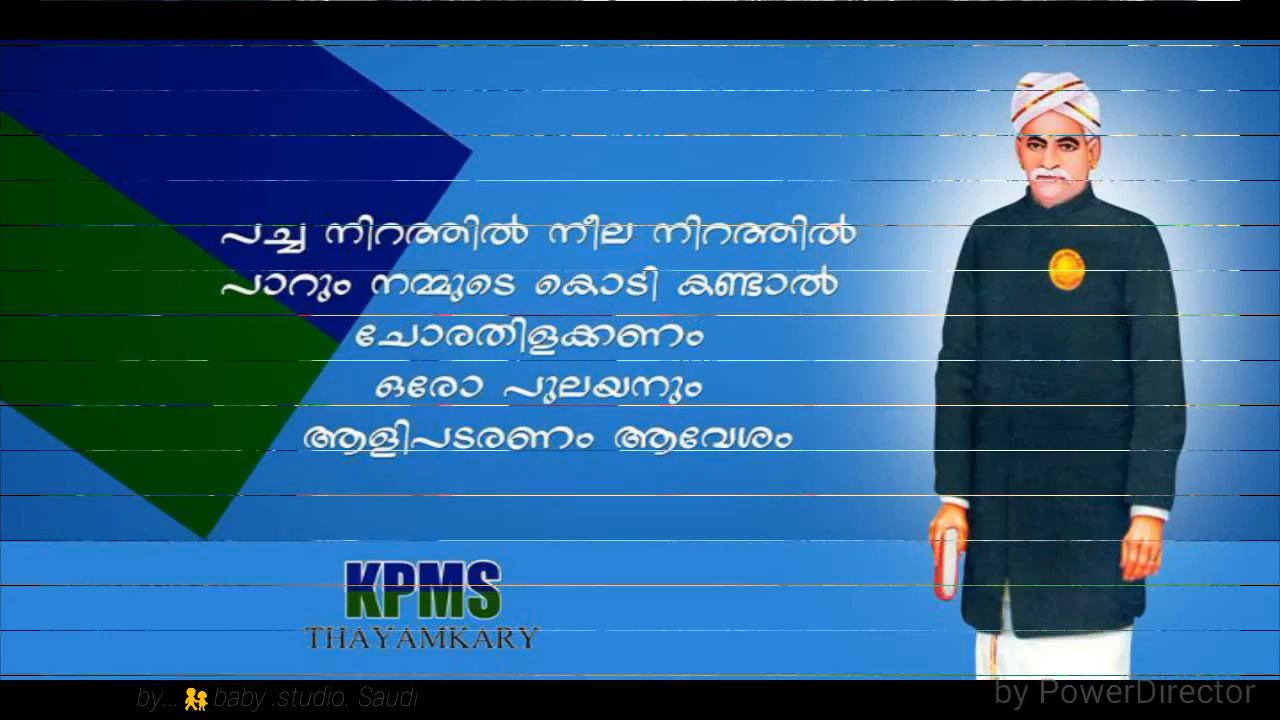 പച്ച നിറത്തിൽ നീല നിറത്തിൽ
പാറും നമ്മുടെ കൊടി കണ്ടാൽ
ചോരതിളക്കണം
ഒരോ പുലയനും
ആളിപടരണം ആവേശം
KPMS
THAYAMKARY
by... baby .studio. Saudi
by PowerDirector